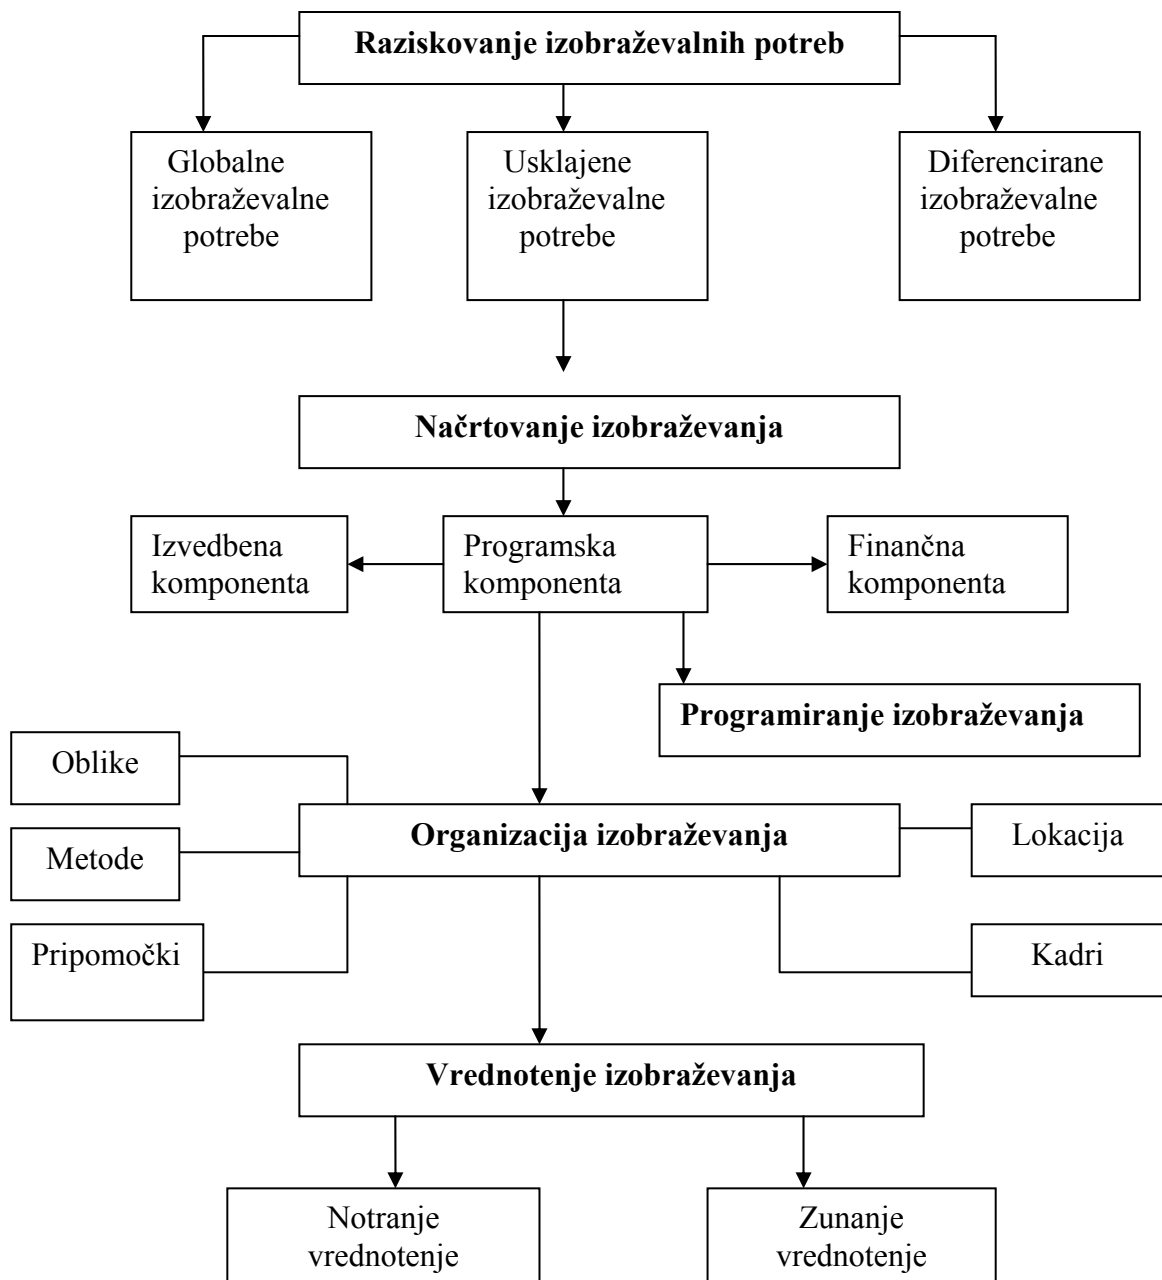 Raziskovanje izobraževalnih potreb
Globalne
izobraževalne
potrebe
Usklajene
izobraževalne
potrebe
Diferencirane
izobraževalne
potrebe
Načrtovanje izobraževanja
Izvedbena
komponenta
Programska
komponenta
Finančna
komponenta
Programiranje izobraževanja
Oblike
Metode
Pripomočki
Organizacija izobraževanja
Lokacija
Kadri
Vrednotenje izobraževanja
Notranje
vrednotenje
Zunanje
vrednotenje